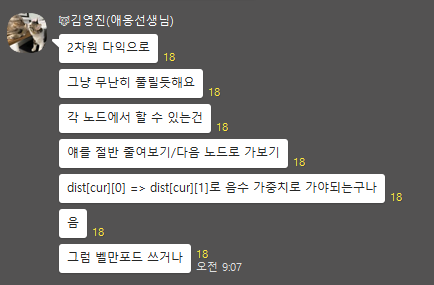 🐱김영진(애옹선생님)
2차원 다익으로
18
그냥 무난히 풀릴듯해요
18
각 노드에서 할 수 있는건
18
얘를 절반 줄여보기/다음 노드로 가보기
18
dist[cur][0] => dist[cur][1]로 음수 가중치로 가야되는구나
18
음
18
그럼 벨만포드 쓰거나
18
오전 9:07